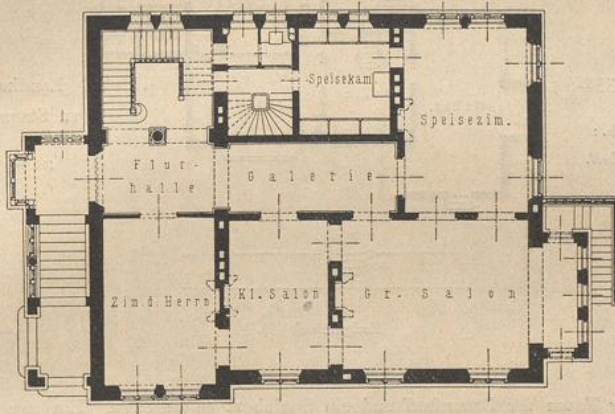 Speisekam
Speisezim.
Flur-
halle
Galerie
Zim. d. Herrn
Kl. Salon
Gr. Salon